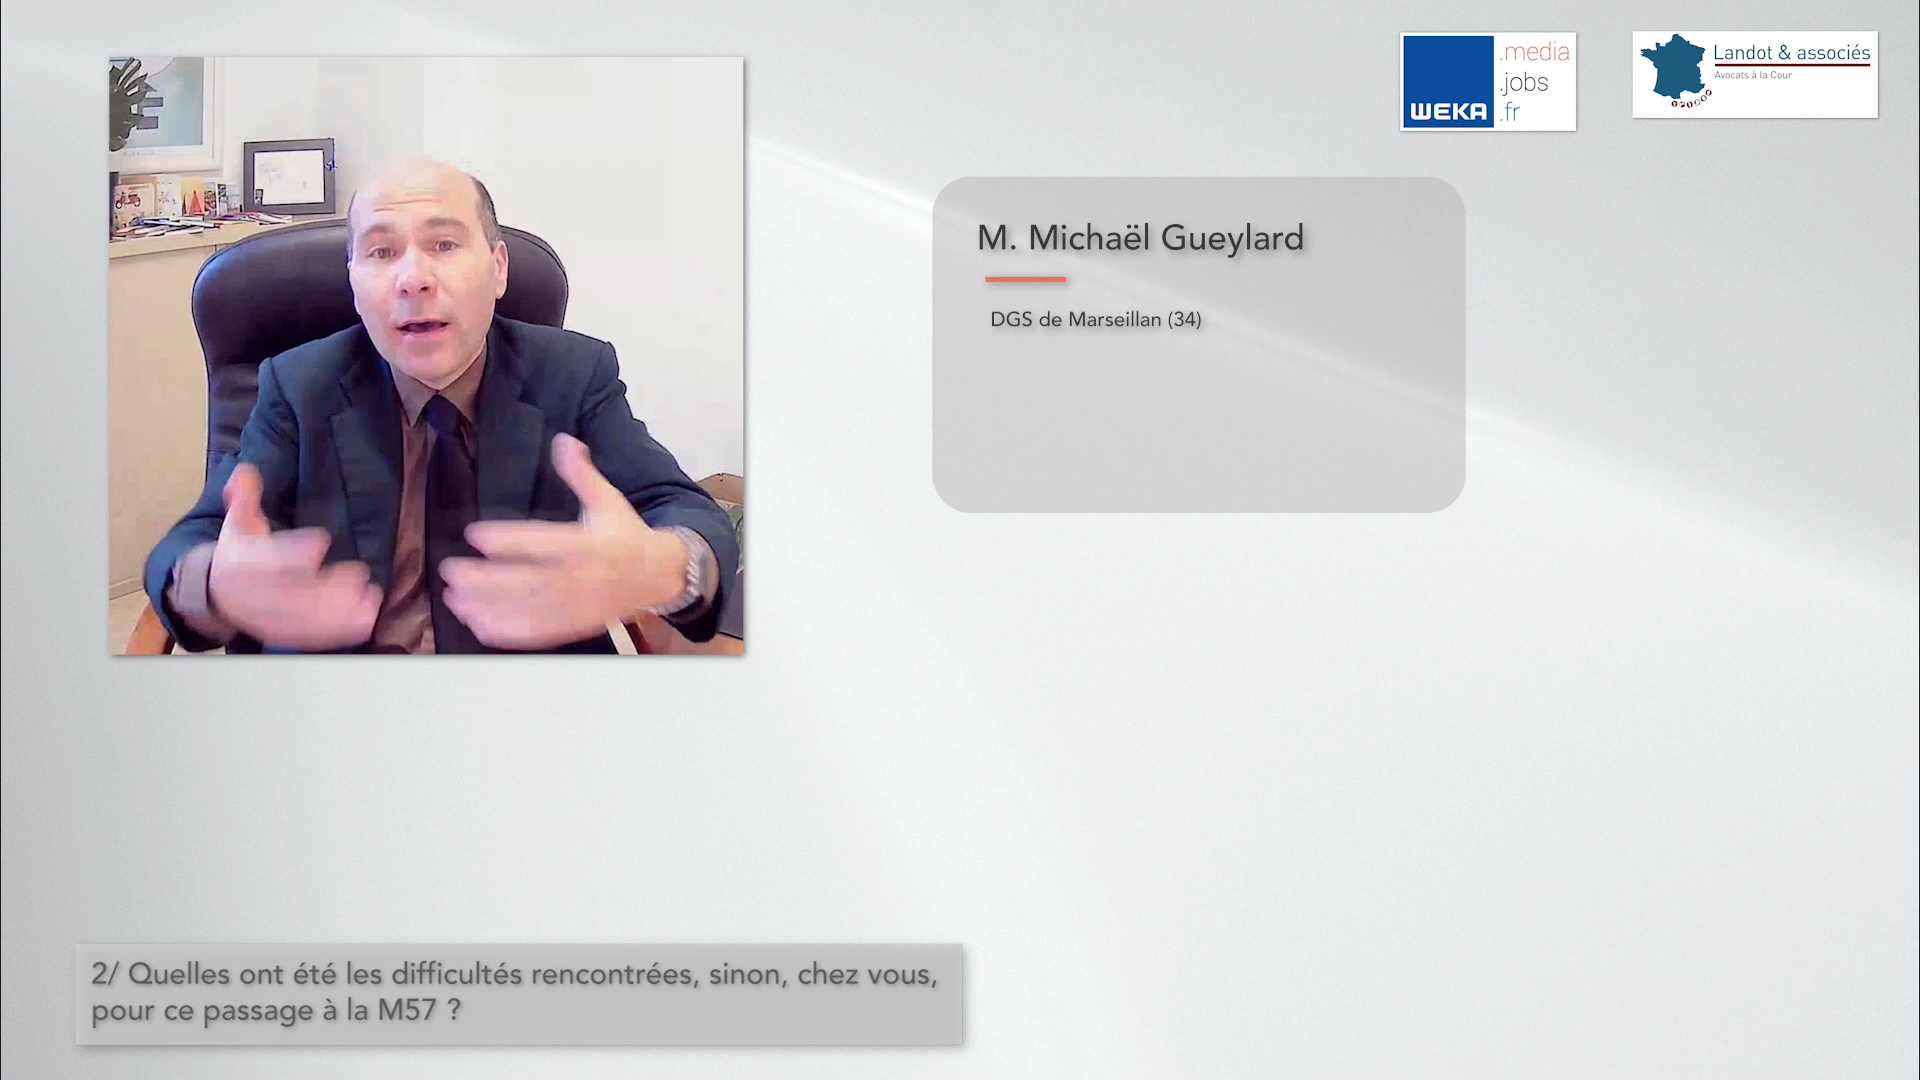 WEKA
.media
.jobs
.fr
Landot & associés
Avocats à la Cour
M. Michaël Gueylard
DGS de Marseillan (34)
2/ Quelles ont été les difficultés rencontrées, sinon, chez vous,
pour ce passage à la M57 ?